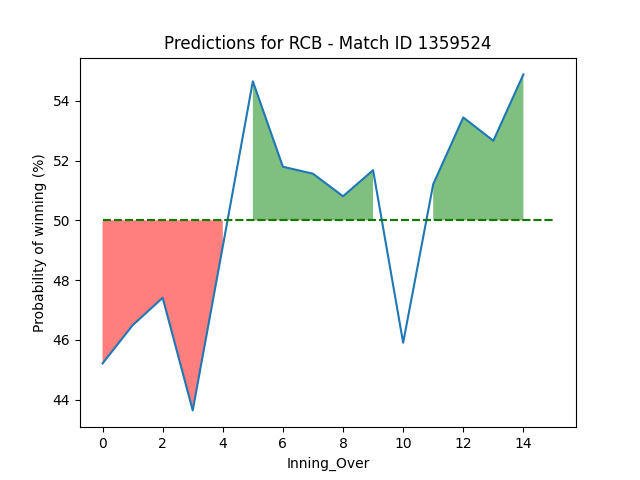 Predictions for RCB - Match ID 1359524
Probability of winning (%)
54
52
50
48
46
44
0 2 4 6 8 10 12 14
Inning_Over